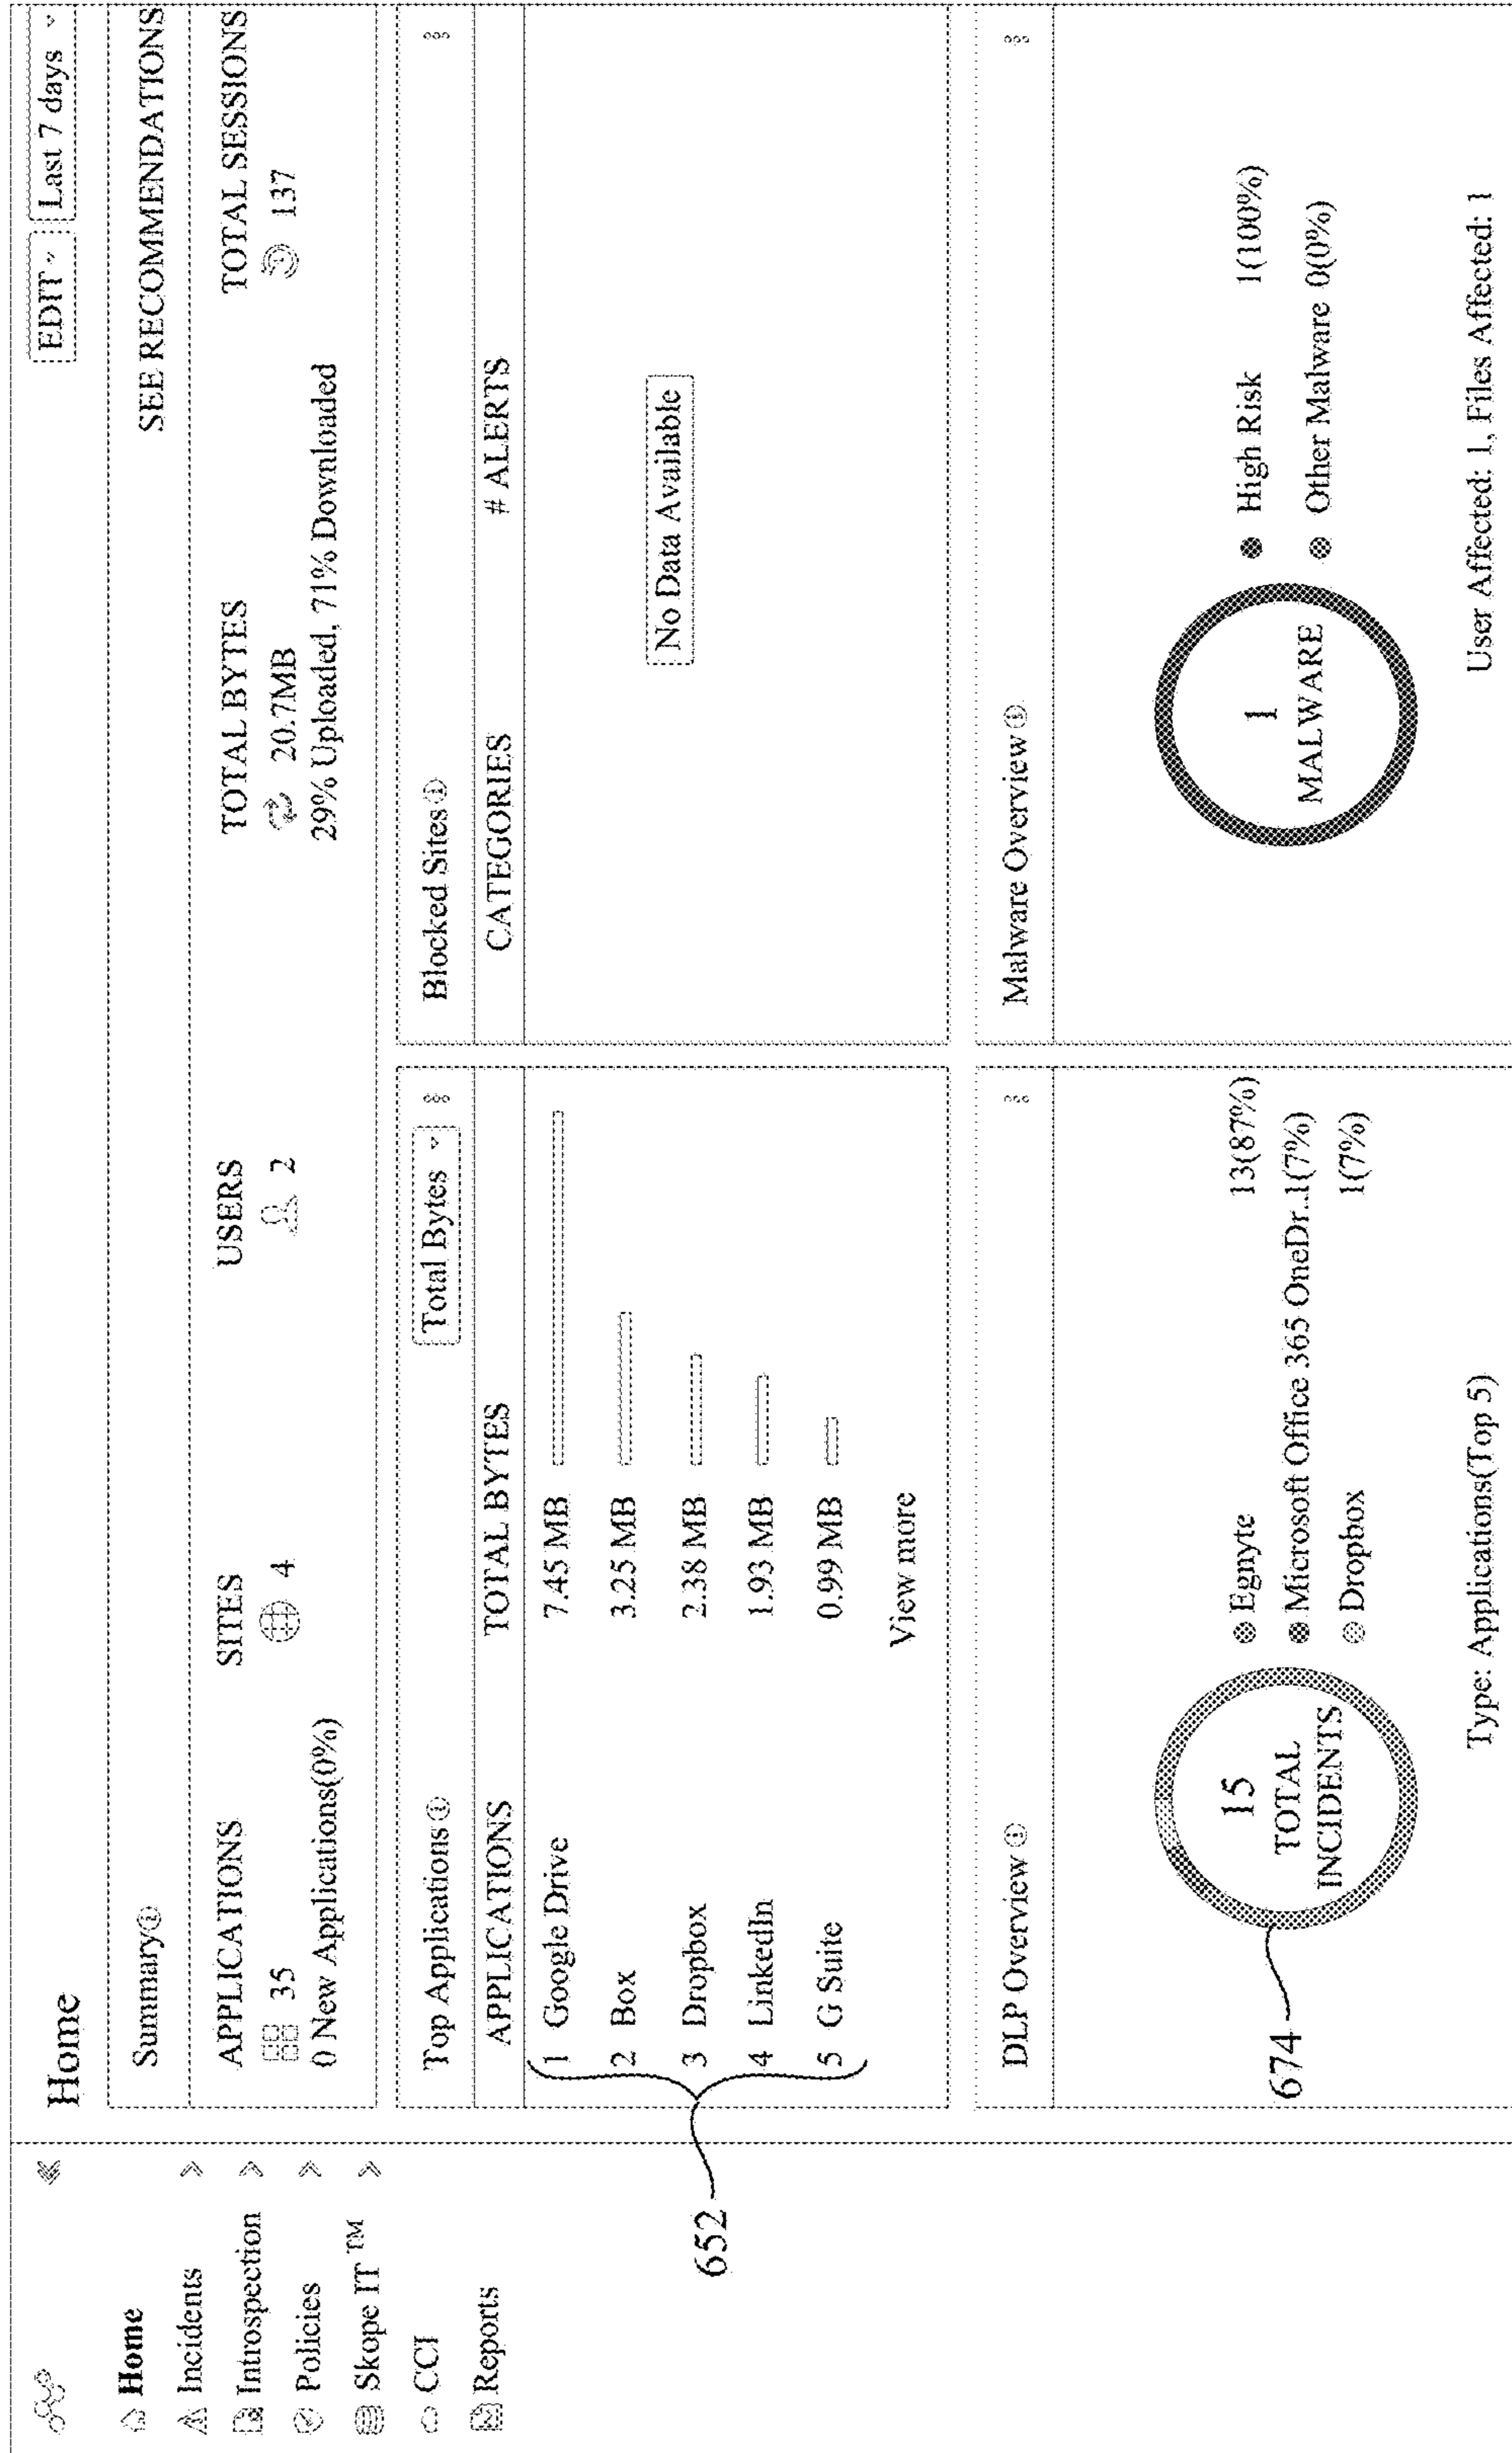 Home
Incidents
Introspection
Policies
Skope IT TM
CCI
Reports
Home
EDIT
Last 7 days
Summary
SEE RECOMMENDATIONS
APPLICATIONS
35
0 New Applications(0%)
SITES
4
USERS
2
TOTAL BYTES
20.7MB
29% Uploaded, 71% Downloaded
TOTAL SESSIONS
137
Top Applications
Total Bytes
APPLICATIONS TOTAL BYTES
1 Google Drive 7.45 MB
2 Box 3.25 MB
3 Dropbox 2.38 MB
4 LinkedIn 1.93 MB
5 G Suite 0.99 MB
View more
652
Blocked Sites
CATEGORIES # ALERTS
No Data Available
DLP Overview
674
15
TOTAL
INCIDENTS
Egnyte 13(87%)
Microsoft Office 365 OneDr..1(7%)
Dropbox 1(7%)
Type: Applications(Top 5)
Malware Overview
1
MALWARE
High Risk 1(100%)
Other Malware 0(0%)
User Affected: 1, Files Affected: 1